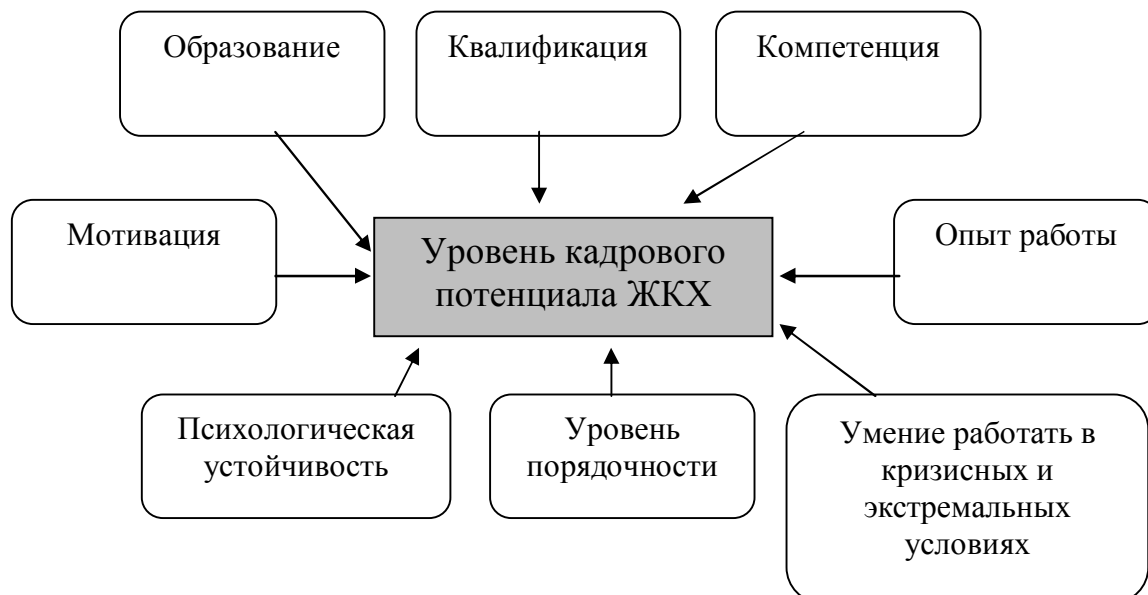 Образование
Квалификация
Компетенция
Мотивация
Уровень кадрового
потенциала ЖКХ
Опыт работы
Психологическая
устойчивость
Уровень
порядочности
Умение работать в
кризисных и
экстремальных
условиях